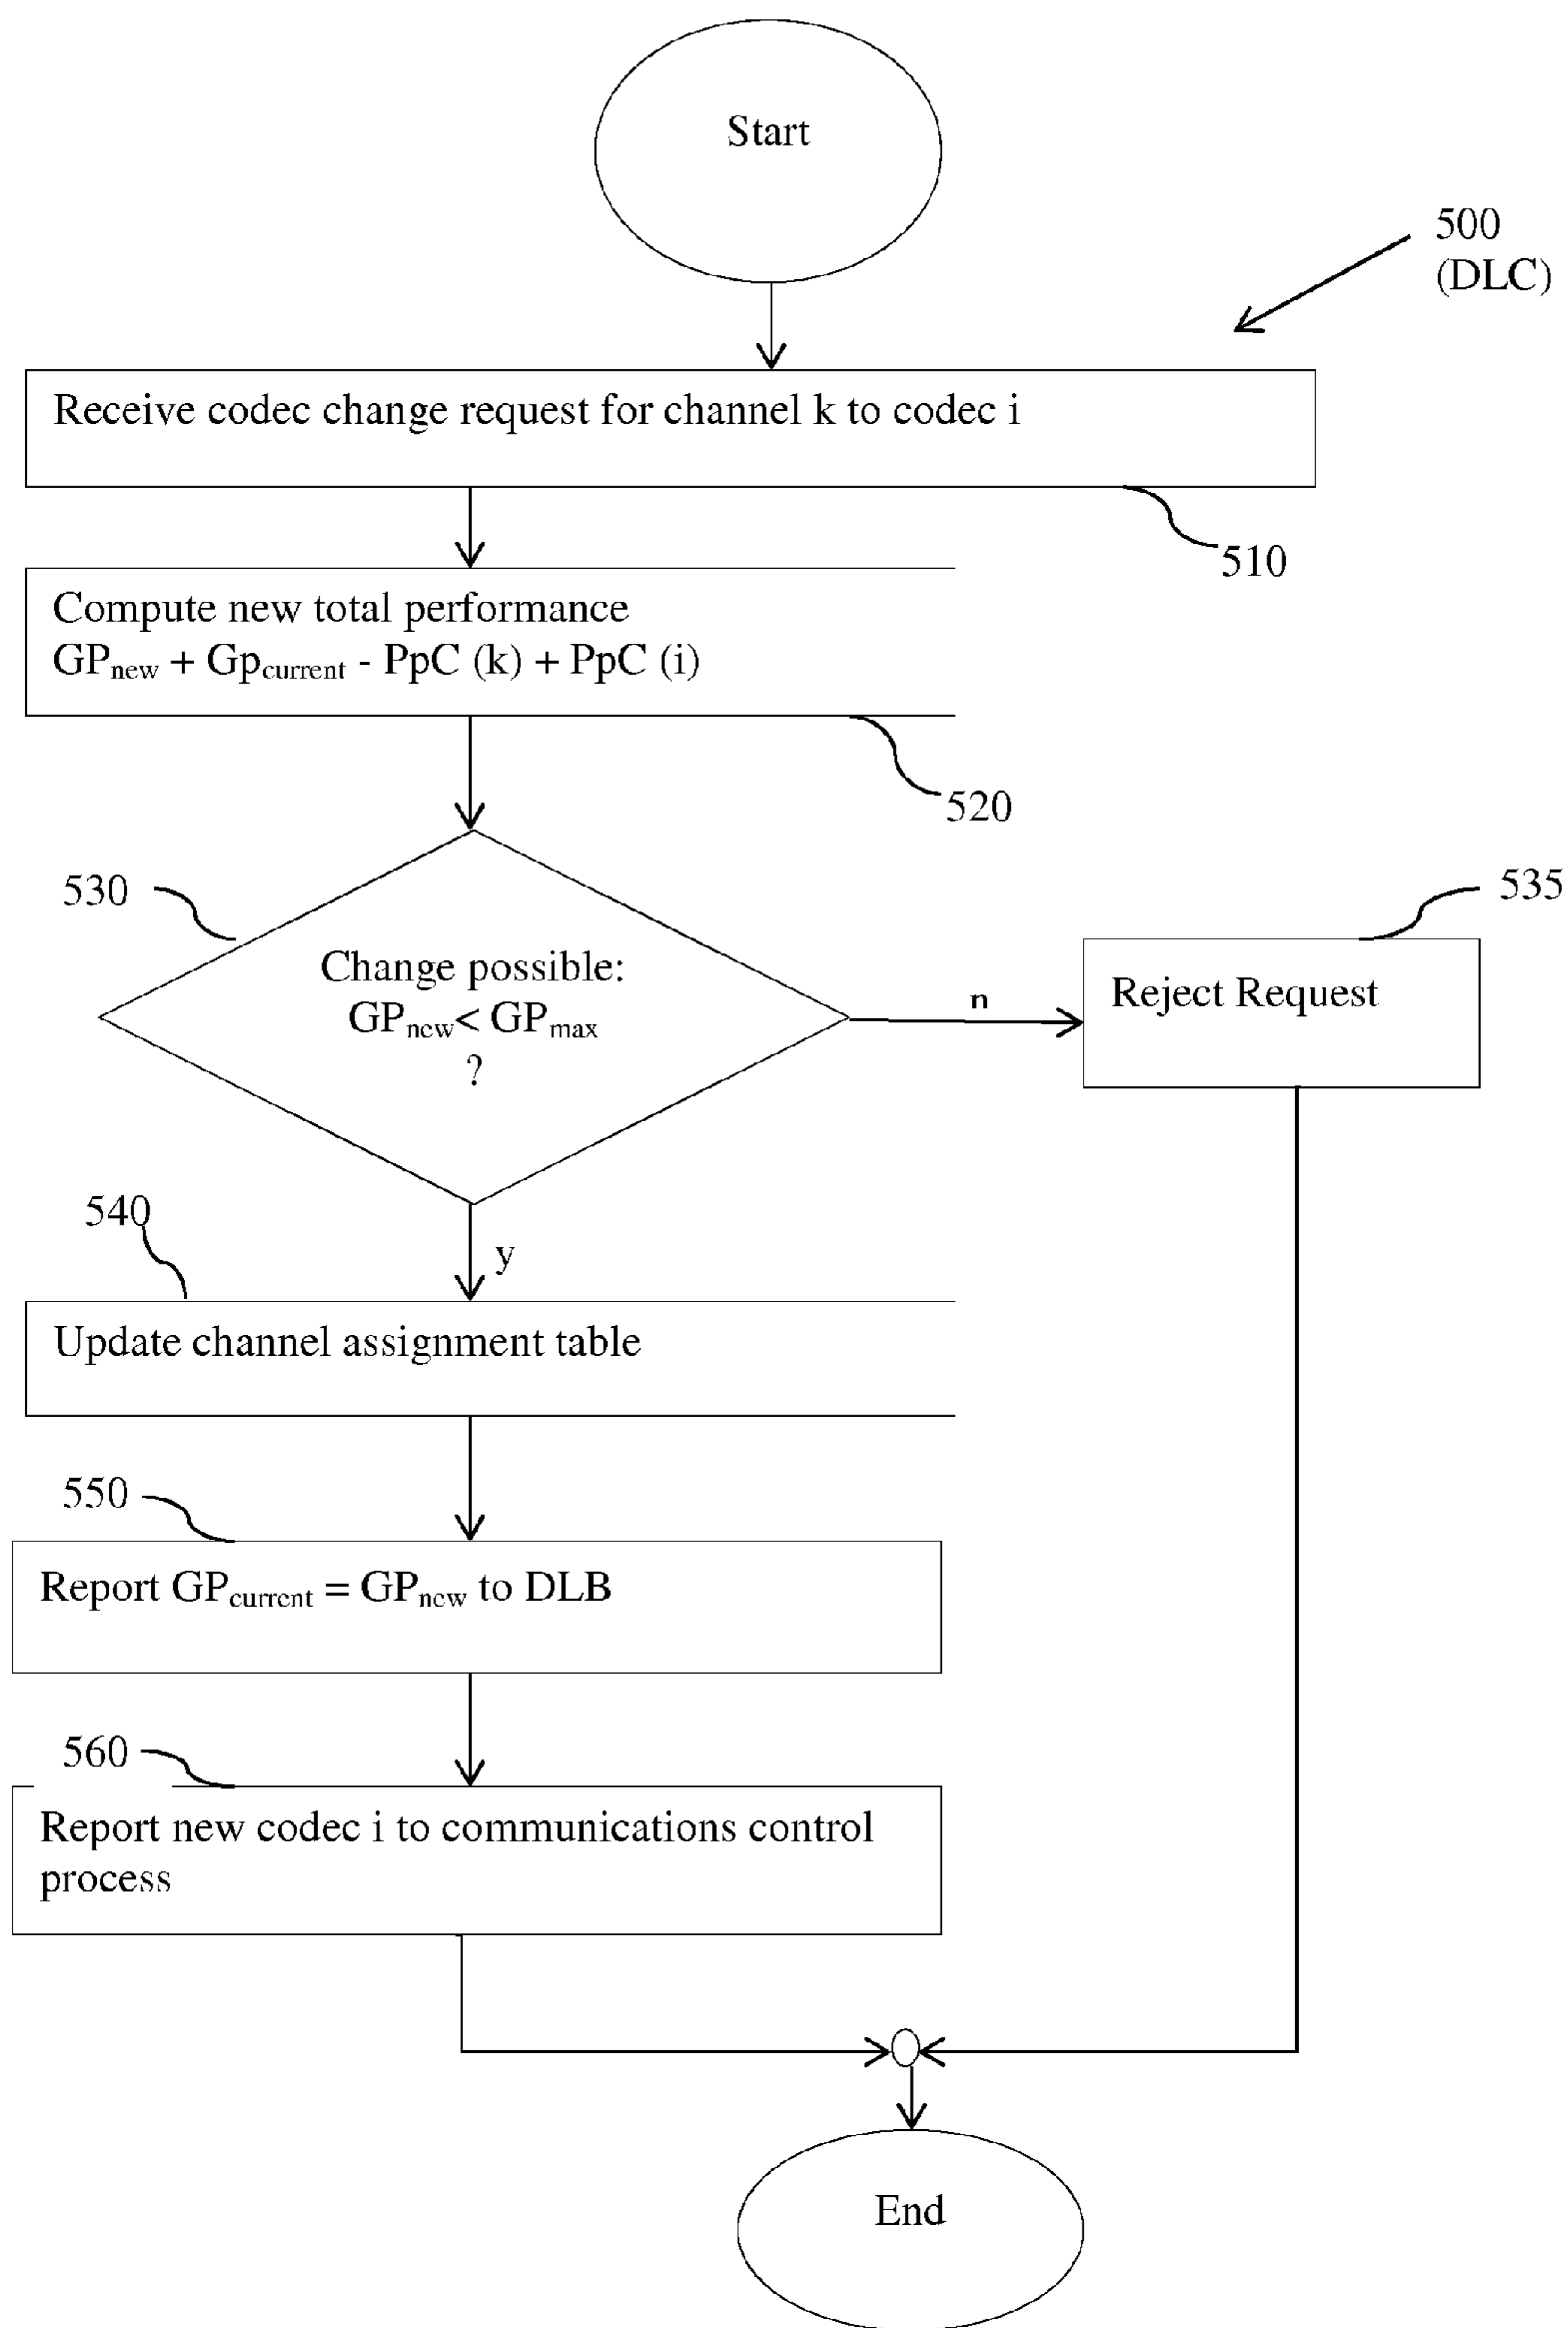 Start
500
(DLC)
Receive codec change request for channel k to codec i
510
Compute new total performance
GPnew + Gpcurrent - PpC (k) + PpC (i)
520
530
535
Change possible:
GPnew< GPmax
?
n
Reject Request
540
y
Update channel assignment table
550
Report GPcurrent = GPnew to DLB
560
Report new codec i to communications control
process
End